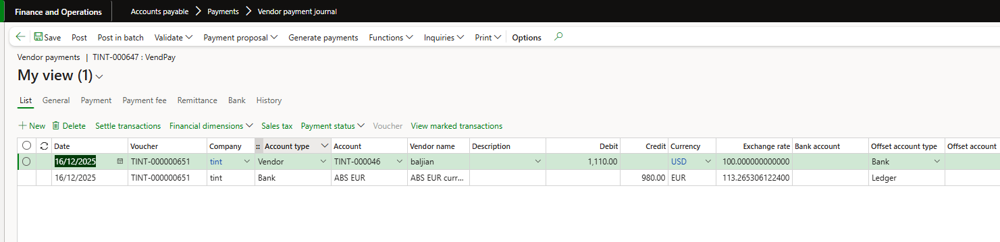 Finance and Operations Accounts payable Payments Vendor payment journal
Save Post Post in batch Validate Payment proposal Generate payments Functions Inquiries Print Options
Vendor payments | TINT-000647 : VendPay
My view (1)
List General Payment Payment fee Remittance Bank History
New Delete Settle transactions Financial dimensions Sales tax Payment status Voucher View marked transactions
Date Voucher Company Account type Account Vendor name Description Debit Credit Currency Exchange rate Bank account Offset account type Offset account
16/12/2025 TINT-000000651 tint Vendor TINT-000046 baljian 1,110.00 USD 100.000000000000 Bank
16/12/2025 TINT-000000651 tint Bank ABS EUR ABS EUR curr... 980.00 EUR 113.265306122400 Ledger